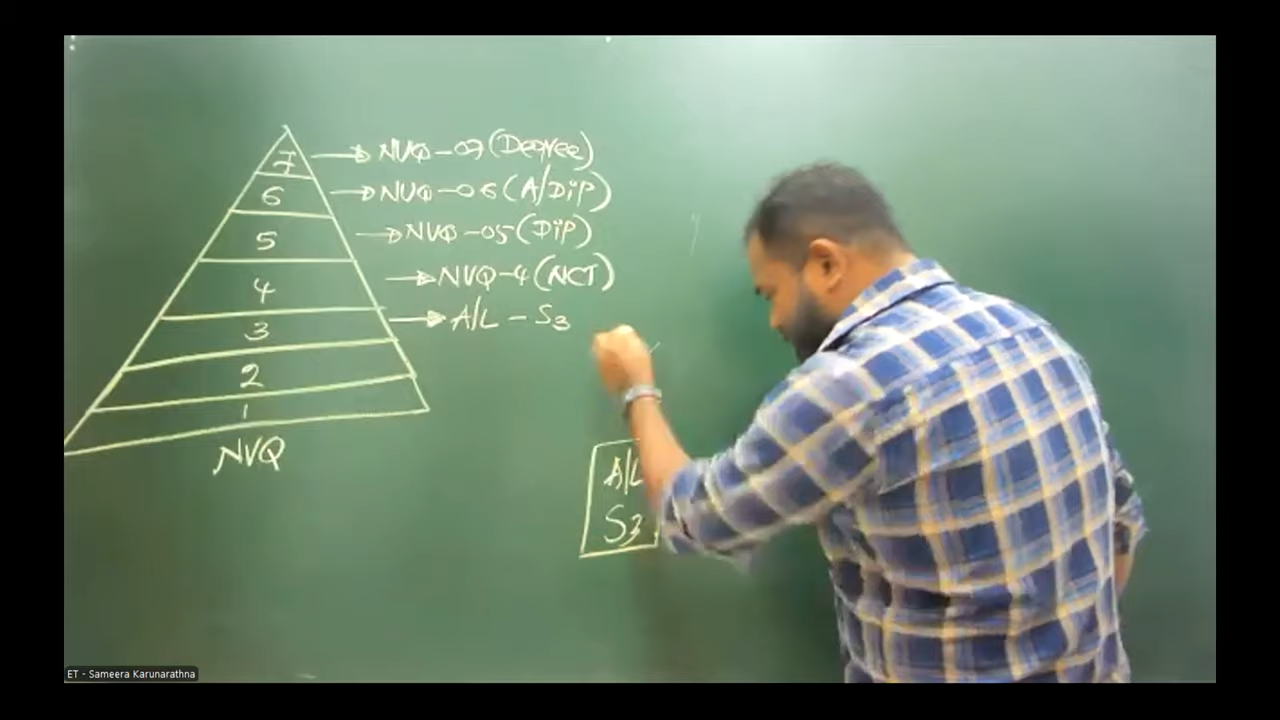 7 → NVQ-07 (Degree)
6 → NVQ-06 (A/Dip)
5 → NVQ-05 (Dip)
4 → NVQ-4 (NCT)
3 → A/L - S3
2
1
NVQ
A/L
S3
ET - Sameera Karunarathna